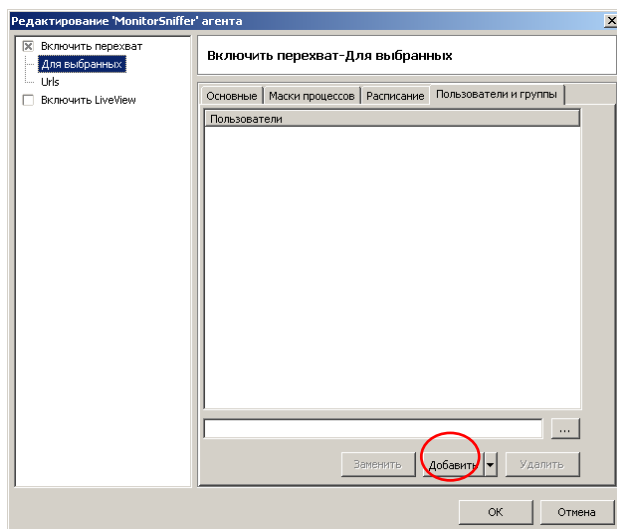 Редактирование 'MonitorSniffer' агента
Включить перехват
Для выбранных
Urls
Включить LiveView
Включить перехват-Для выбранных
Основные Маски процессов Расписание Пользователи и группы
Пользователи
...
Заменить Добавить Удалить
OK Отмена